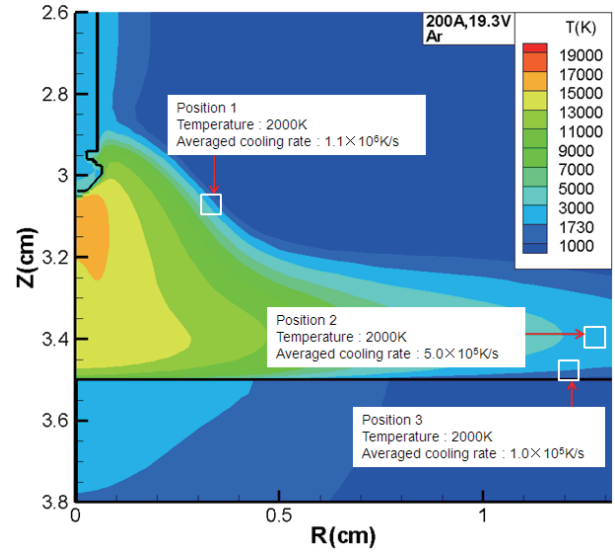 2.6
2.8
3
3.2
3.4
3.6
3.8
Z(cm)
0
0.5
1
R(cm)
200A,19.3V
Ar
T(K)
19000
17000
15000
13000
11000
9000
7000
5000
3000
1730
1000
Position 1
Temperature : 2000K
Averaged cooling rate : 1.1×10⁶K/s
Position 2
Temperature : 2000K
Averaged cooling rate : 5.0×10⁵K/s
Position 3
Temperature : 2000K
Averaged cooling rate : 1.0×10⁵K/s